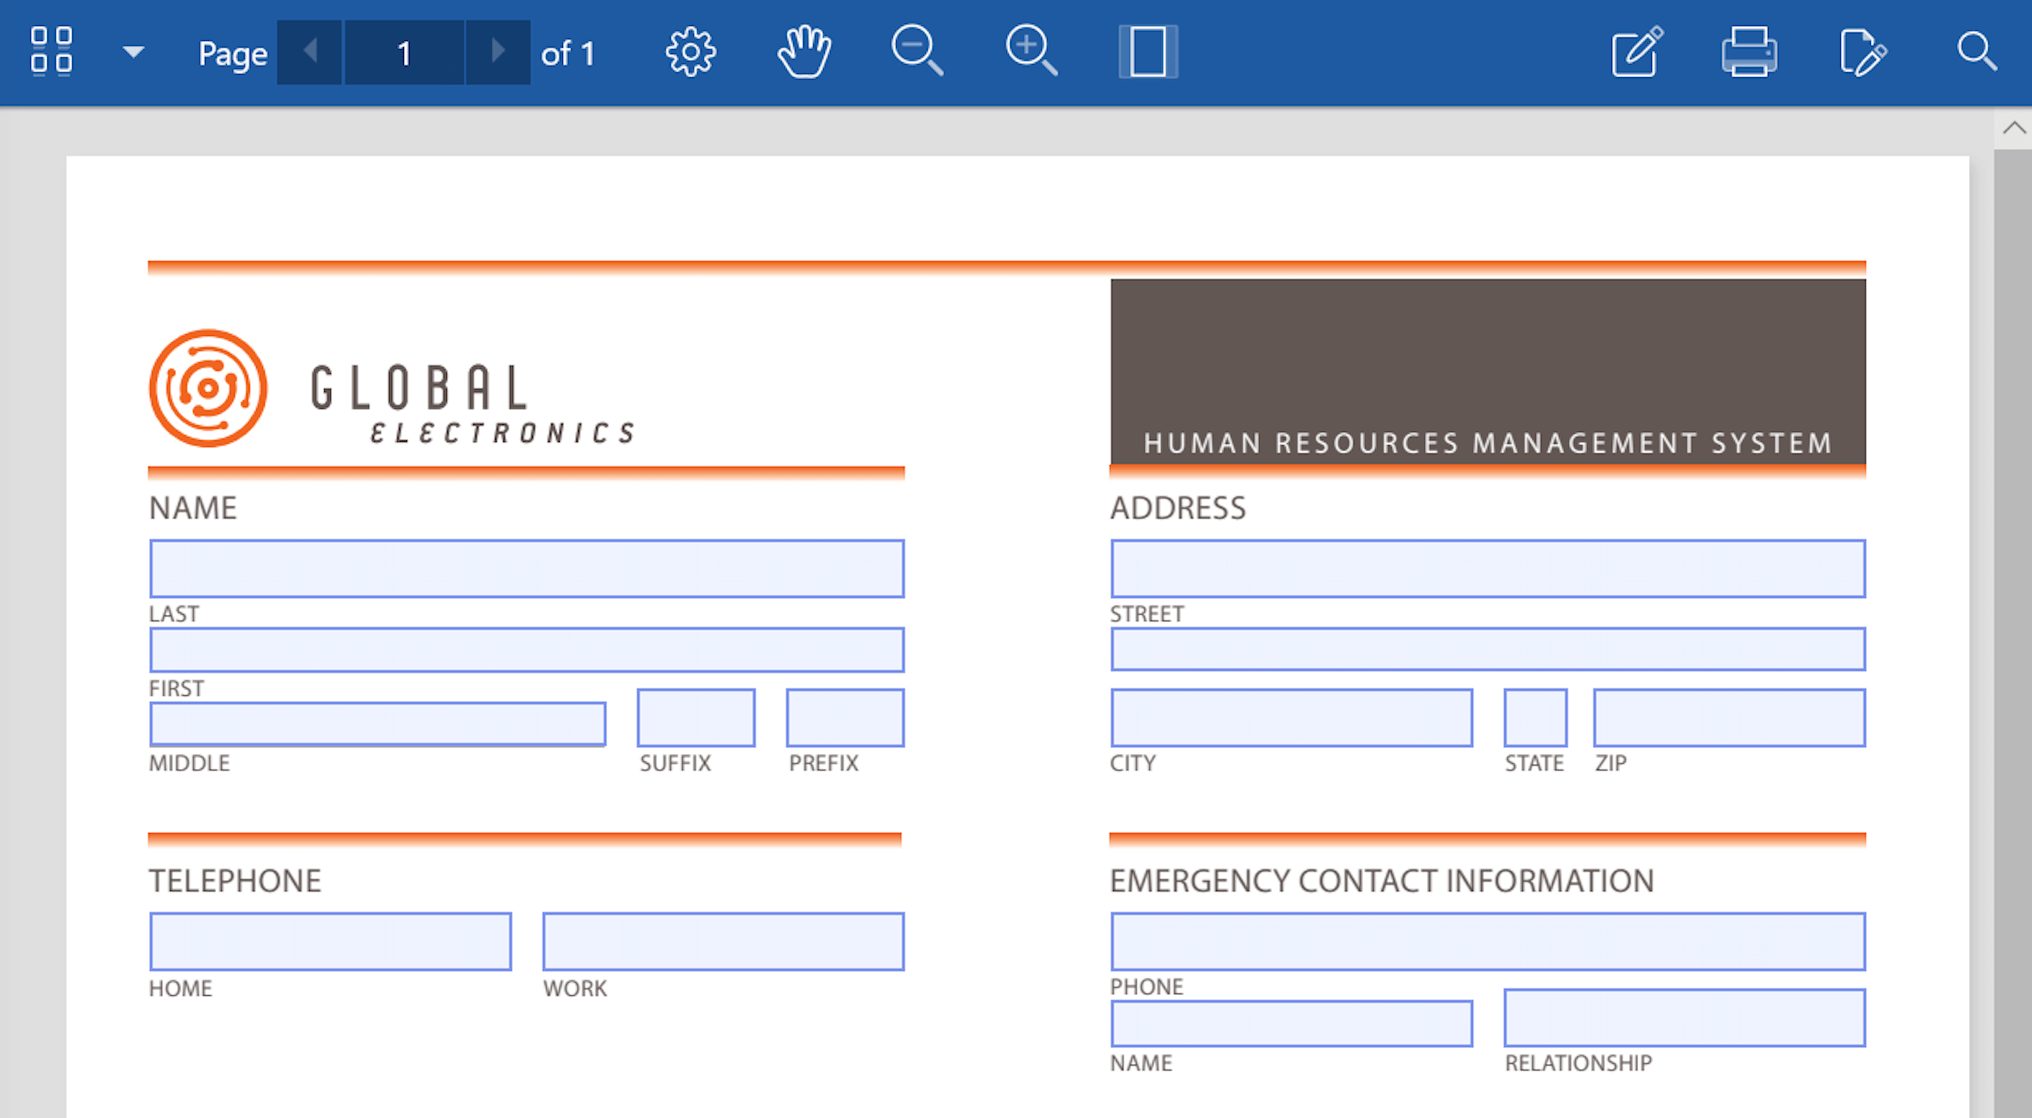 Page 1 of 1
GLOBAL
ELECTRONICS
HUMAN RESOURCES MANAGEMENT SYSTEM
NAME
LAST
FIRST
MIDDLE SUFFIX PREFIX
ADDRESS
STREET
CITY STATE ZIP
TELEPHONE
HOME WORK
EMERGENCY CONTACT INFORMATION
PHONE
NAME RELATIONSHIP